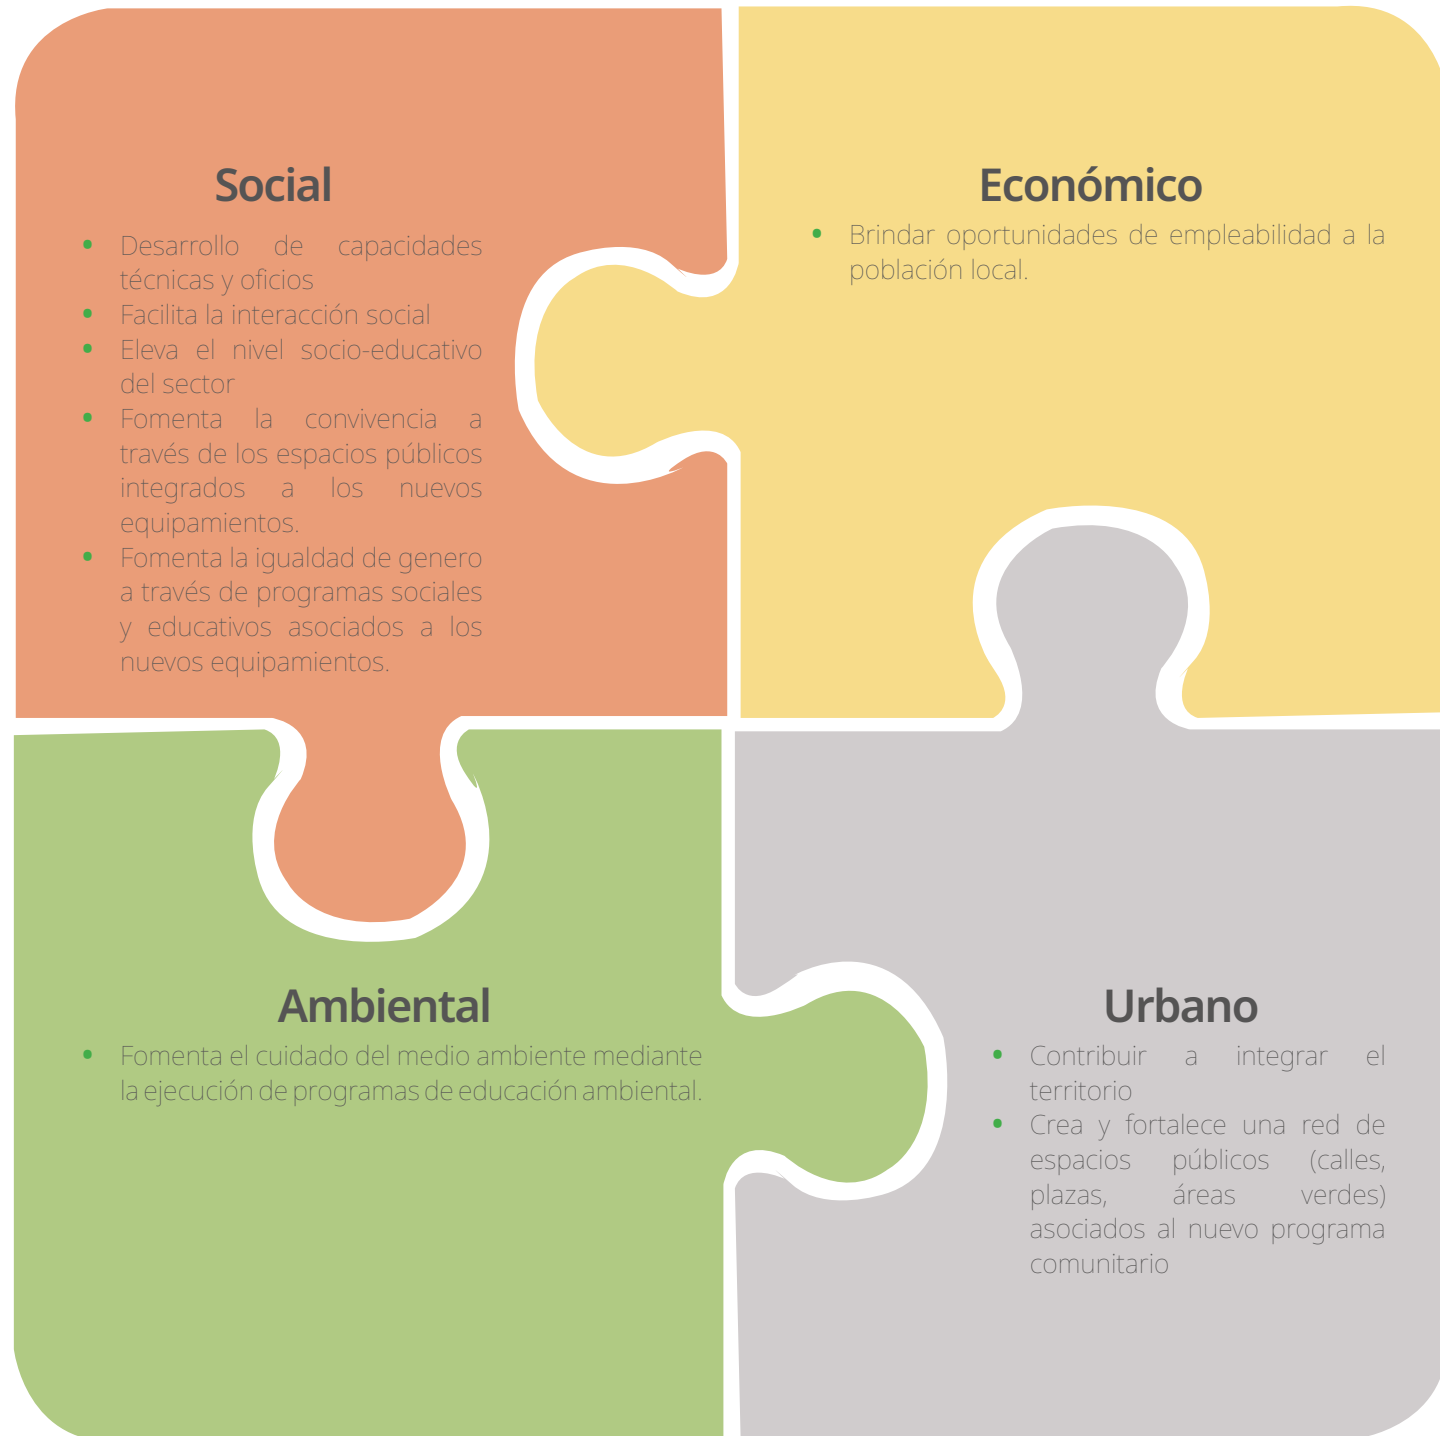 Social
• Desarrollo de capacidades
técnicas y oficios
• Facilita la interacción social
• Eleva el nivel socio-educativo
del sector
• Fomenta la convivencia a
través de los espacios públicos
integrados a los nuevos
equipamientos.
• Fomenta la igualdad de genero
a través de programas sociales
y educativos asociados a los
nuevos equipamientos.
Económico
• Brindar oportunidades de empleabilidad a la
población local.
Ambiental
• Fomenta el cuidado del medio ambiente mediante
la ejecución de programas de educación ambiental.
Urbano
• Contribuir a integrar el
territorio
• Crea y fortalece una red de
espacios públicos (calles,
plazas, áreas verdes)
asociados al nuevo programa
comunitario